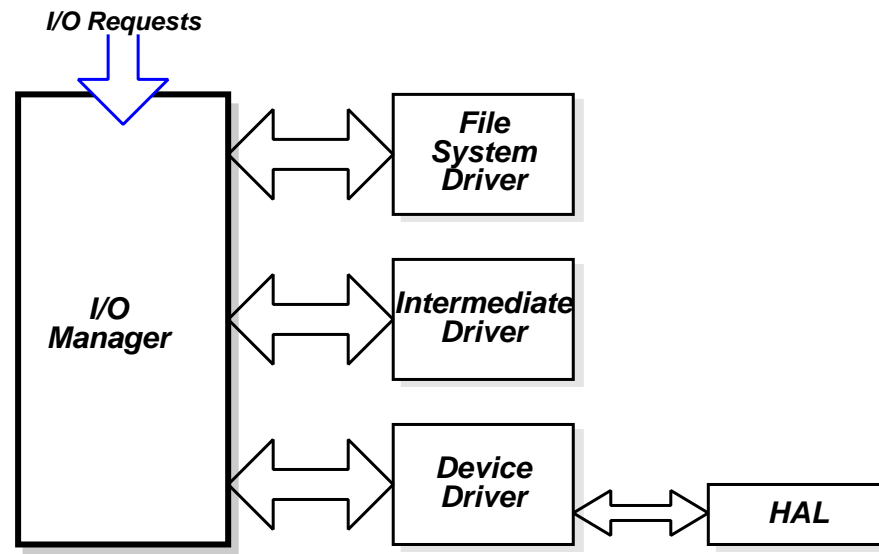 I/O Requests
File
System
Driver
I/O
Manager
Intermediate
Driver
Device
Driver
HAL